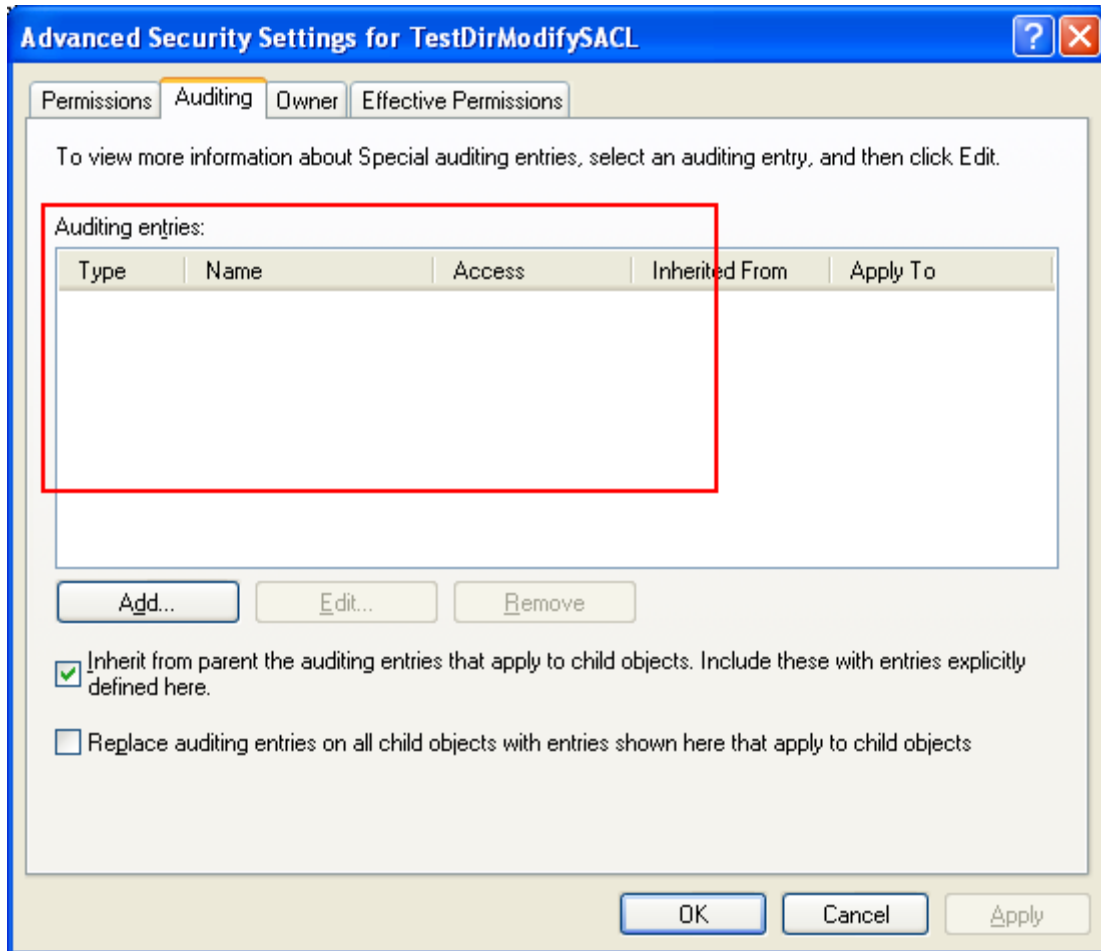 Advanced Security Settings for TestDirModifySACL
Permissions Auditing Owner Effective Permissions
To view more information about Special auditing entries, select an auditing entry, and then click Edit.
Auditing entries:
Type Name Access Inherited From Apply To
Add... Edit... Remove
Inherit from parent the auditing entries that apply to child objects. Include these with entries explicitly
defined here.
Replace auditing entries on all child objects with entries shown here that apply to child objects
OK Cancel Apply